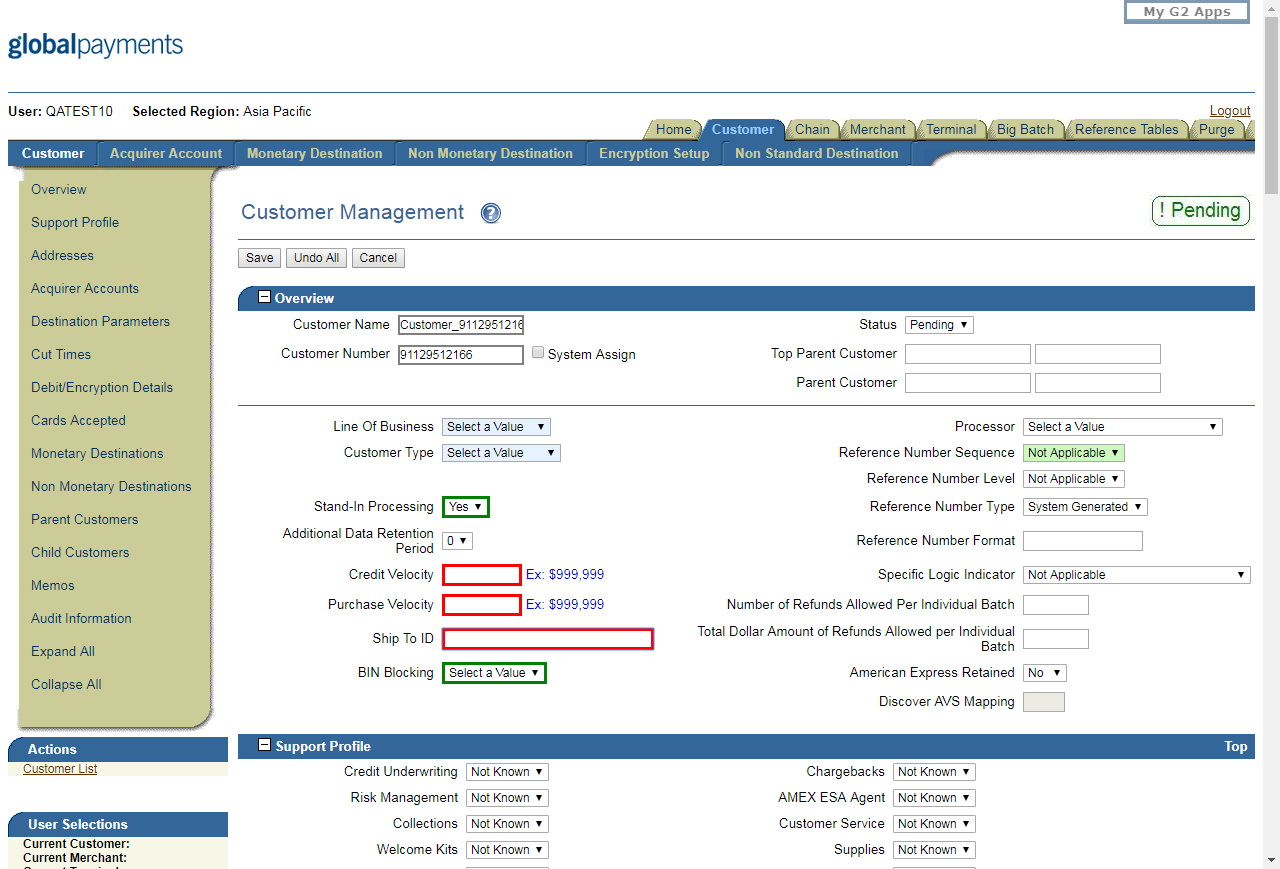 My G2 Apps
globalpayments
User: QATEST10 Selected Region: Asia Pacific
Logout
Home Customer Chain Merchant Terminal Big Batch Reference Tables Purge
Customer Acquirer Account Monetary Destination Non Monetary Destination Encryption Setup Non Standard Destination
Overview
Support Profile
Addresses
Acquirer Accounts
Destination Parameters
Cut Times
Debit/Encryption Details
Cards Accepted
Monetary Destinations
Non Monetary Destinations
Parent Customers
Child Customers
Memos
Audit Information
Expand All
Collapse All
Actions
Customer List
User Selections
Current Customer:
Current Merchant:
Customer Management ?
! Pending
Save Undo All Cancel
Overview
Customer Name Customer_9112951216
Status Pending
Customer Number 91129512166 System Assign
Top Parent Customer
Parent Customer
Line Of Business Select a Value
Processor Select a Value
Customer Type Select a Value
Reference Number Sequence Not Applicable
Reference Number Level Not Applicable
Stand-In Processing Yes
Reference Number Type System Generated
Additional Data Retention
Period 0
Reference Number Format
Credit Velocity Ex: $999,999
Specific Logic Indicator Not Applicable
Purchase Velocity Ex: $999,999
Number of Refunds Allowed Per Individual Batch
Ship To ID
Total Dollar Amount of Refunds Allowed per Individual
Batch
BIN Blocking Select a Value
American Express Retained No
Discover AVS Mapping
Support Profile Top
Credit Underwriting Not Known
Chargebacks Not Known
Risk Management Not Known
AMEX ESA Agent Not Known
Collections Not Known
Customer Service Not Known
Welcome Kits Not Known
Supplies Not Known